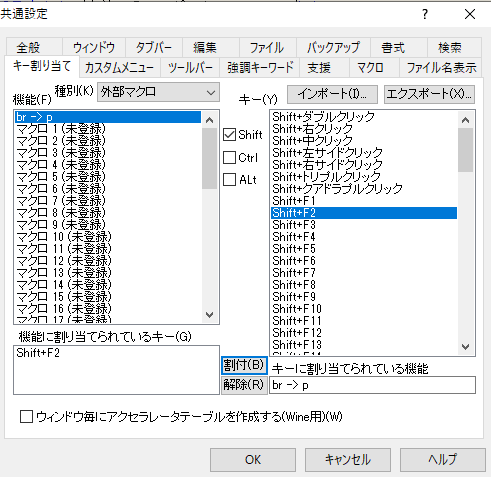 共通設定
全般 ウィンドウ タブバー 編集 ファイル バックアップ 書式 検索
キー割り当て カスタムメニュー ツールバー 強調キーワード 支援 マクロ ファイル名表示
機能(F) 種別(K) 外部マクロ キー(Y) インポート(I)... エクスポート(X)...
br -> p
マクロ 1 (未登録)
マクロ 2 (未登録)
マクロ 3 (未登録)
マクロ 4 (未登録)
マクロ 5 (未登録)
マクロ 6 (未登録)
マクロ 7 (未登録)
マクロ 8 (未登録)
マクロ 9 (未登録)
マクロ 10 (未登録)
マクロ 11 (未登録)
マクロ 12 (未登録)
マクロ 13 (未登録)
マクロ 14 (未登録)
マクロ 15 (未登録)
マクロ 16 (未登録)
マクロ 17 (未登録)
Shift
Ctrl
ALt
Shift+ダブルクリック
Shift+右クリック
Shift+中クリック
Shift+左サイドクリック
Shift+右サイドクリック
Shift+トリプルクリック
Shift+クアドラプルクリック
Shift+F1
Shift+F2
Shift+F3
Shift+F4
Shift+F5
Shift+F6
Shift+F7
Shift+F8
Shift+F9
Shift+F10
Shift+F11
Shift+F12
Shift+F13
Shift+F14
機能に割り当てられているキー(G)
Shift+F2
割付(B)
解除(R)
キーに割り当てられている機能
br -> p
ウィンドウ毎にアクセラレータテーブルを作成する(Wine用)(W)
OK キャンセル ヘルプ